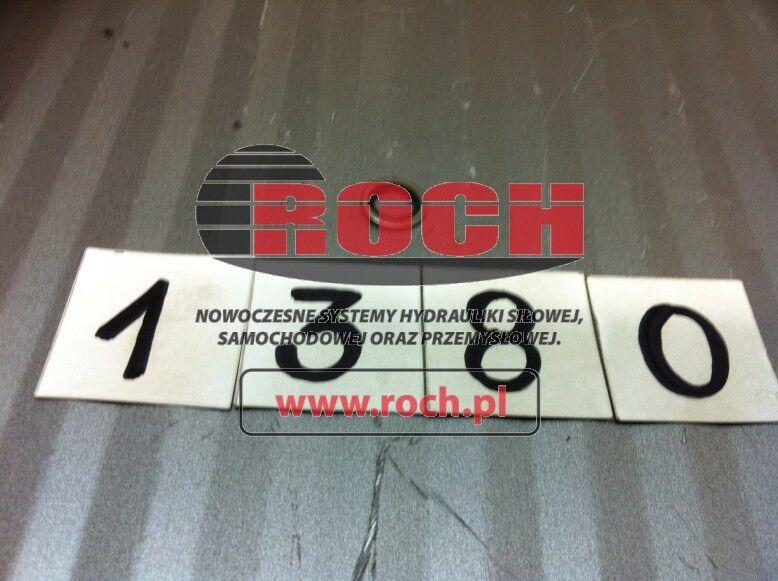 ROCH
NOWOCZESNE SYSTEMY HYDRAULIKI SIŁOWEJ,
SAMOCHODOWEJ ORAZ PRZEMYSŁOWEJ.
1 3 8 0
www.roch.pl